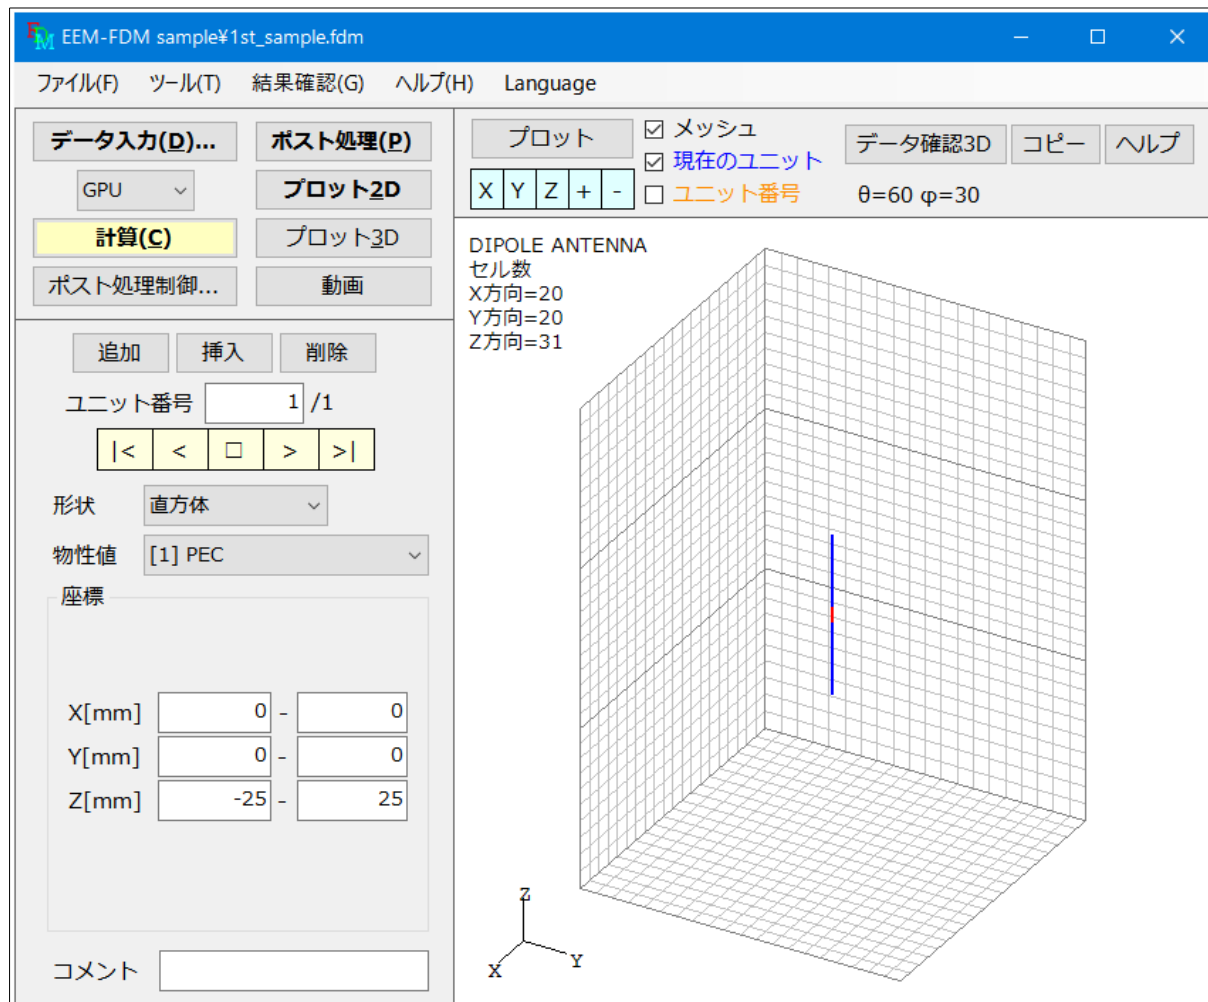 EEM-FDM sample¥1st_sample.fdm
ファイル(F) ツール(T) 結果確認(G) ヘルプ(H) Language
データ入力(D)... ポスト処理(P)
GPU プロット2D
計算(C) プロット3D
ポスト処理制御... 動画
追加 挿入 削除
ユニット番号 1 /1
|< < □ > >|
形状 直方体
物性値 [1] PEC
座標
X[mm] 0 - 0
Y[mm] 0 - 0
Z[mm] -25 - 25
コメント
プロット メッシュ データ確認3D コピー ヘルプ
現在のユニット
X Y Z + - ユニット番号 θ=60 φ=30
DIPOLE ANTENNA
セル数
X方向=20
Y方向=20
Z方向=31
Z
X Y